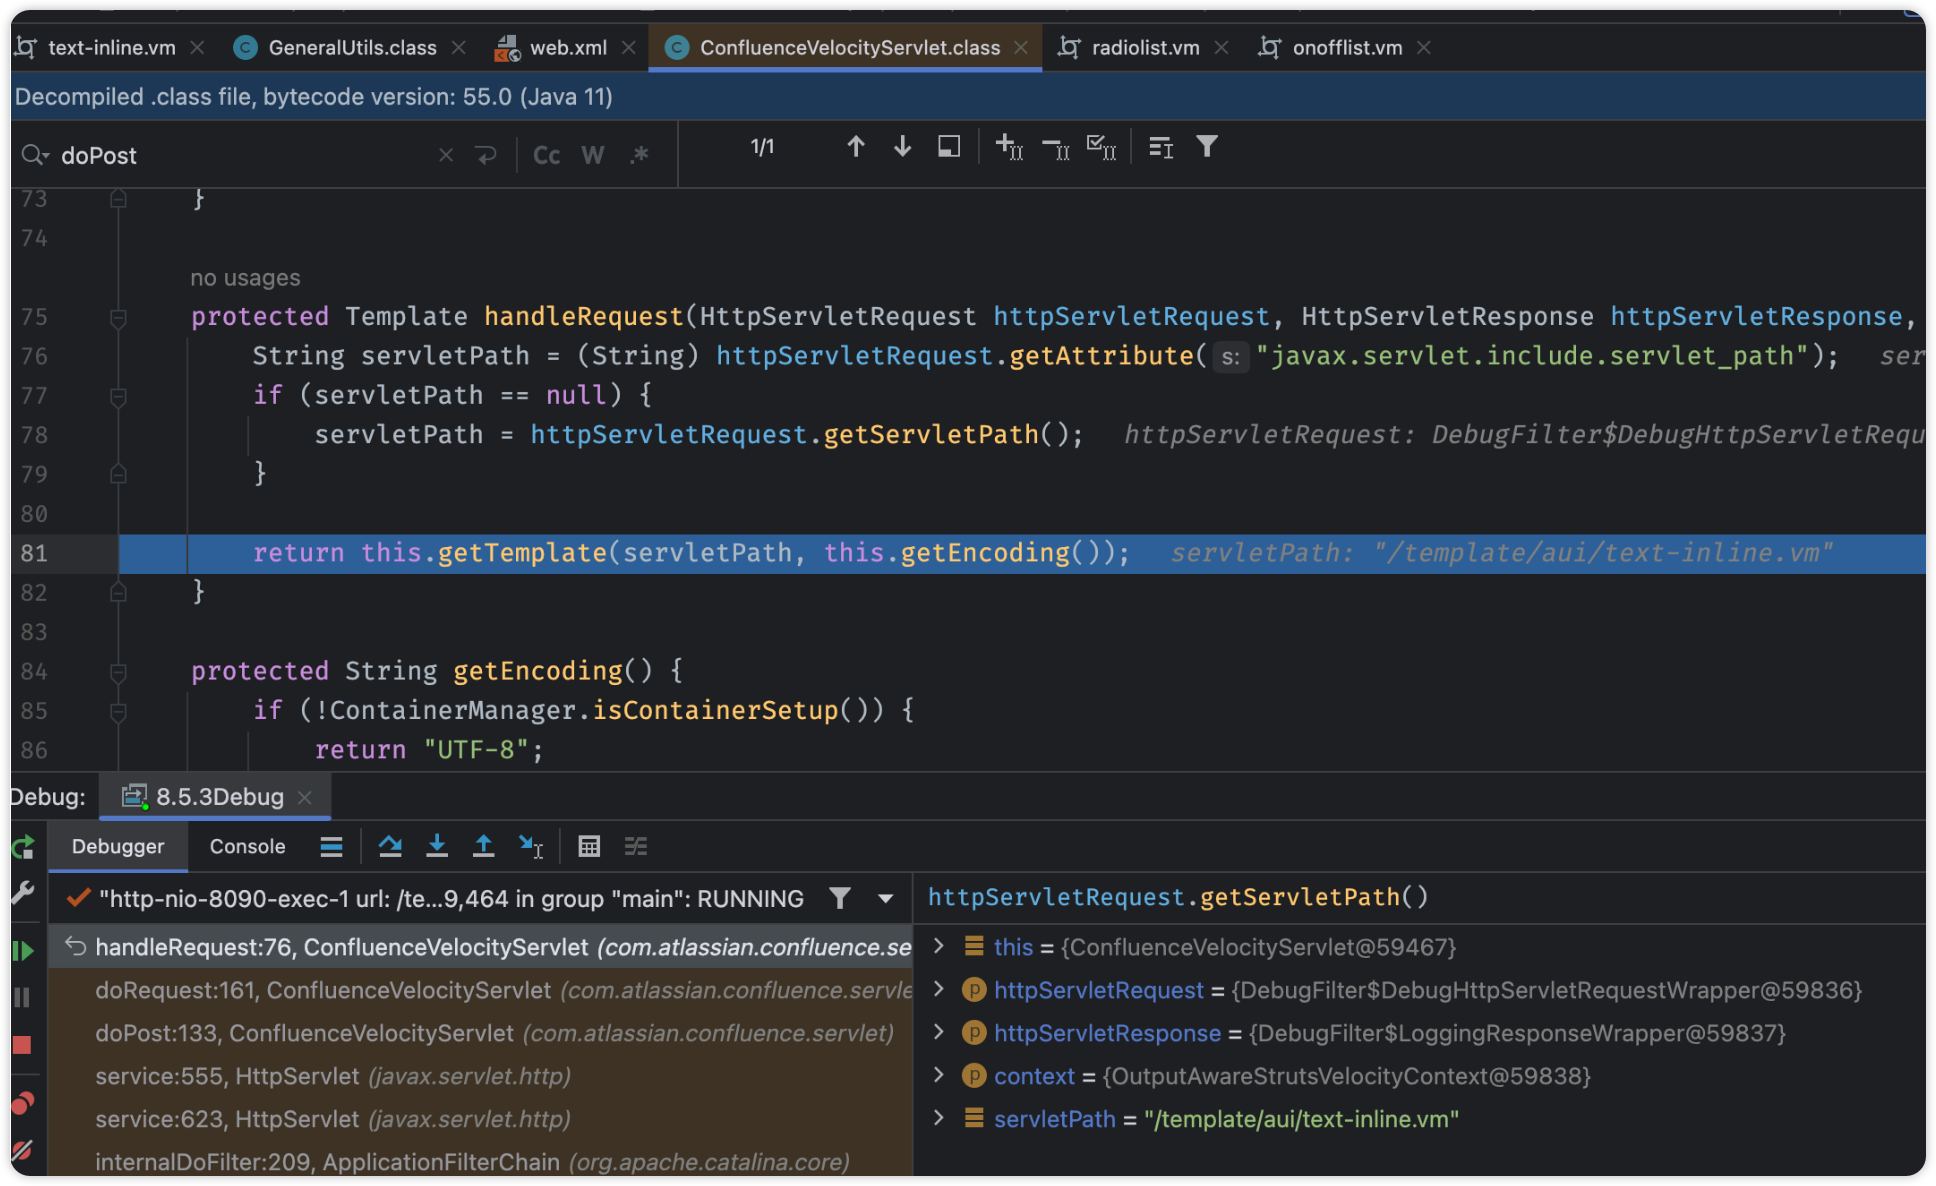 text-inline.vm GeneralUtils.class web.xml ConfluenceVelocityServlet.class radiolist.vm onofflist.vm
Decompiled .class file, bytecode version: 55.0 (Java 11)
doPost Cc W .* 1/1
73 }
74
no usages
75 protected Template handleRequest(HttpServletRequest httpServletRequest, HttpServletResponse httpServletResponse,
76 String servletPath = (String) httpServletRequest.getAttribute( s: "javax.servlet.include.servlet_path"); ser
77 if (servletPath == null) {
78 servletPath = httpServletRequest.getServletPath(); httpServletRequest: DebugFilter$DebugHttpServletRequ
79 }
80
81 return this.getTemplate(servletPath, this.getEncoding()); servletPath: "/template/aui/text-inline.vm"
82 }
83
84 protected String getEncoding() {
85 if (!ContainerManager.isContainerSetup()) {
86 return "UTF-8";
Debug: 8.5.3Debug
Debugger Console
"http-nio-8090-exec-1 url: /te...9,464 in group "main": RUNNING
httpServletRequest.getServletPath()
handleRequest:76, ConfluenceVelocityServlet (com.atlassian.confluence.se
doRequest:161, ConfluenceVelocityServlet (com.atlassian.confluence.servle
doPost:133, ConfluenceVelocityServlet (com.atlassian.confluence.servlet)
service:555, HttpServlet (javax.servlet.http)
service:623, HttpServlet (javax.servlet.http)
internalDoFilter:209, ApplicationFilterChain (org.apache.catalina.core)
this = {ConfluenceVelocityServlet@59467}
httpServletRequest = {DebugFilter$DebugHttpServletRequestWrapper@59836}
httpServletResponse = {DebugFilter$LoggingResponseWrapper@59837}
context = {OutputAwareStrutsVelocityContext@59838}
servletPath = "/template/aui/text-inline.vm"